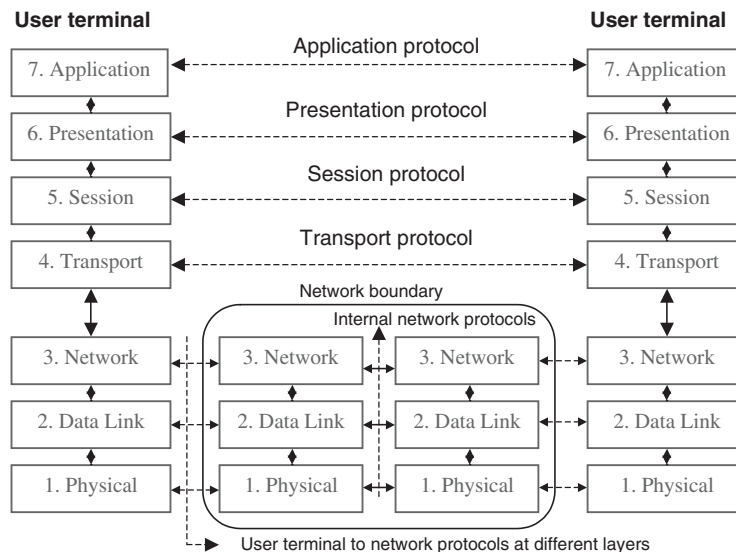 User terminal
User terminal
Application protocol
7. Application
7. Application
Presentation protocol
6. Presentation
6. Presentation
Session protocol
5. Session
5. Session
Transport protocol
4. Transport
4. Transport
Network boundary
Internal network protocols
3. Network
3. Network
3. Network
3. Network
2. Data Link
2. Data Link
2. Data Link
2. Data Link
1. Physical
1. Physical
1. Physical
1. Physical
User terminal to network protocols at different layers